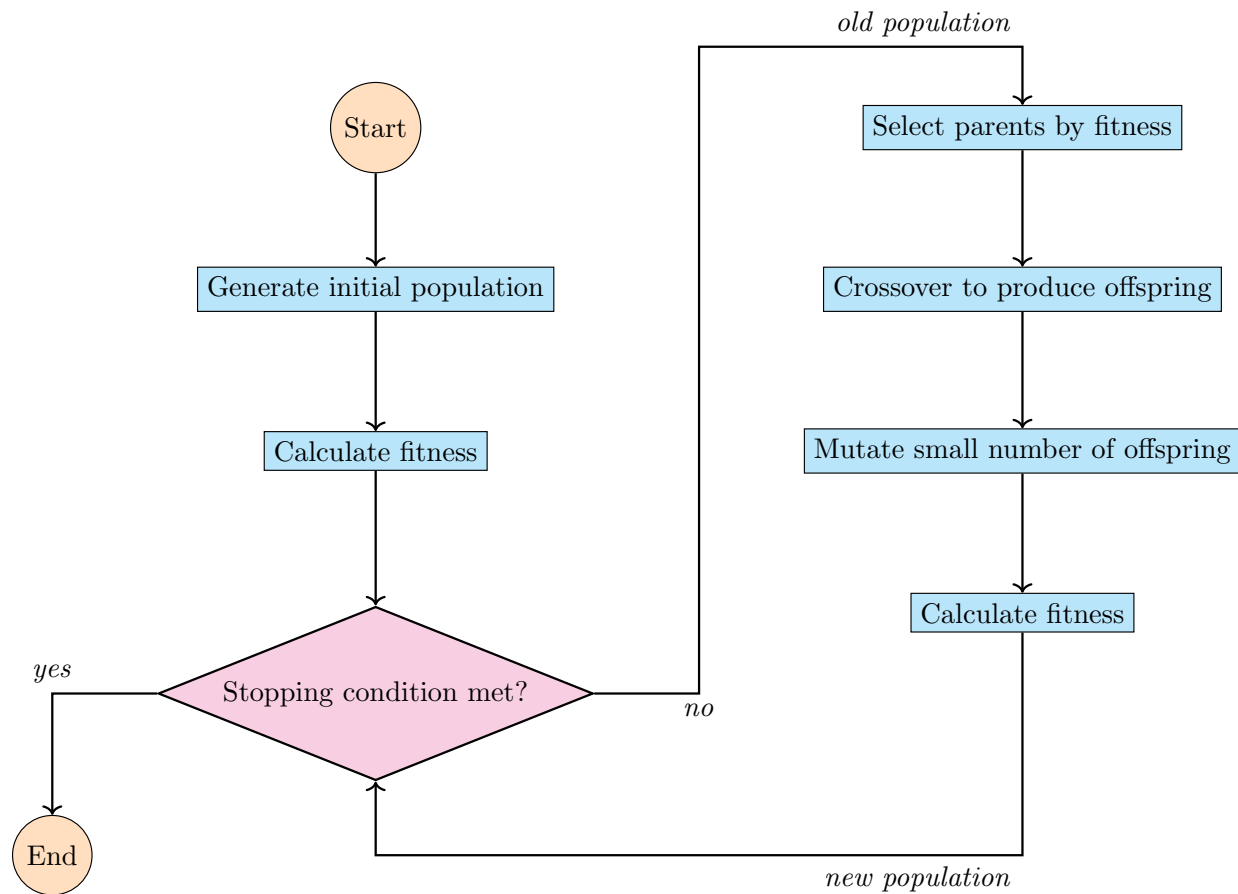 Start
Generate initial population
Calculate fitness
Stopping condition met?
yes
End
no
old population
Select parents by fitness
Crossover to produce offspring
Mutate small number of offspring
Calculate fitness
new population